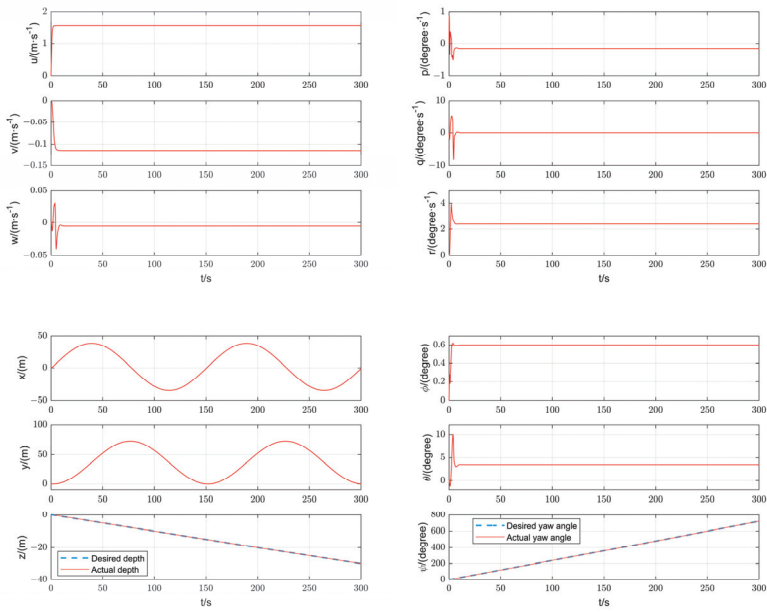 u/(m·s⁻¹)
2
1
0
0 50 100 150 200 250 300
v/(m·s⁻¹)
0
−0.05
−0.1
−0.15
0 50 100 150 200 250 300
w/(m·s⁻¹)
0.05
0
−0.05
0 50 100 150 200 250 300
t/s
p/(degree·s⁻¹)
1
0
−1
0 50 100 150 200 250 300
q/(degree·s⁻¹)
10
0
−10
0 50 100 150 200 250 300
r/(degree·s⁻¹)
4
2
0
0 50 100 150 200 250 300
t/s
x/(m)
50
0
−50
0 50 100 150 200 250 300
y/(m)
100
50
0
0 50 100 150 200 250 300
z/(m)
0
−20
−40
Desired depth
Actual depth
0 50 100 150 200 250 300
t/s
ϕ/(degree)
0.6
0.4
0.2
0
0 50 100 150 200 250 300
θ/(degree)
10
5
0
0 50 100 150 200 250 300
ψ/(degree)
800
600
400
200
0
Desired yaw angle
Actual yaw angle
0 50 100 150 200 250 300
t/s